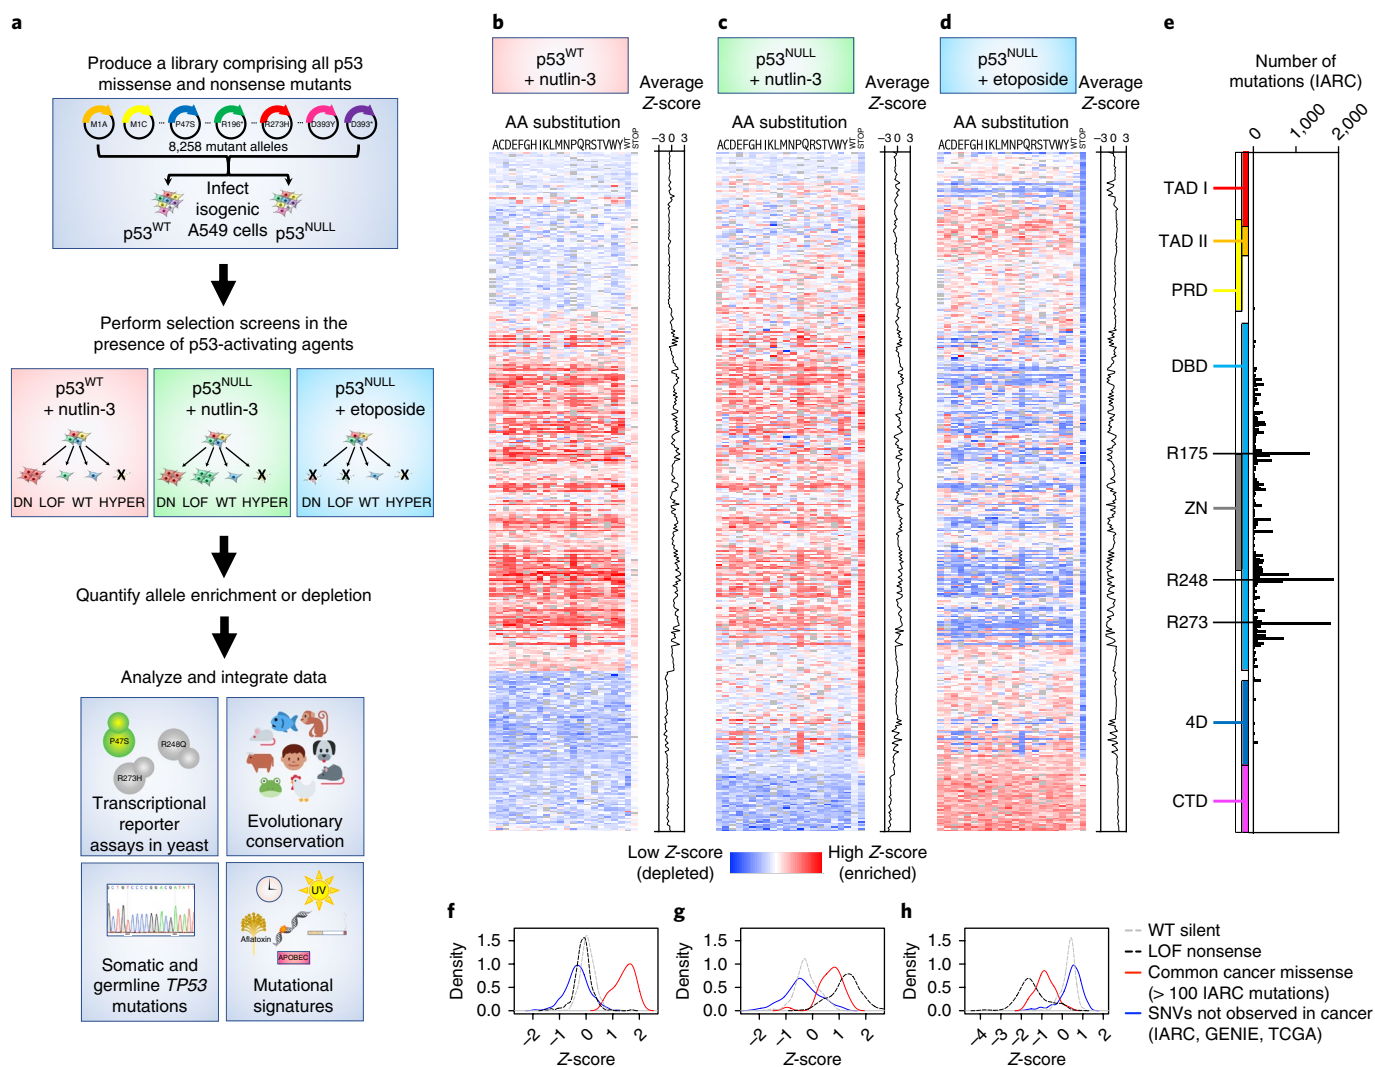 a
Produce a library comprising all p53
missense and nonsense mutants
M1A M1C P47S R196* R273H D393Y D393*
8,258 mutant alleles
Infect
isogenic
A549 cells
p53WT
p53NULL
Perform selection screens in the
presence of p53-activating agents
p53WT
+ nutlin-3
DN LOF WT HYPER
p53NULL
+ nutlin-3
DN LOF WT HYPER
p53NULL
+ etoposide
DN LOF WT HYPER
Quantify allele enrichment or depletion
Analyze and integrate data
P47S
R248Q
R273H
Transcriptional
reporter
assays in yeast
Evolutionary
conservation
Somatic and
germline TP53
mutations
UV
Aflatoxin
APOBEC
Mutational
signatures
b
p53WT
+ nutlin-3
Average
Z-score
AA substitution
ACDEFGHIKLMNPQRSTVWY WT STOP
–3 0 3
c
p53NULL
+ nutlin-3
Average
Z-score
AA substitution
ACDEFGHIKLMNPQRSTVWY WT STOP
–3 0 3
d
p53NULL
+ etoposide
Average
Z-score
AA substitution
ACDEFGHIKLMNPQRSTVWY WT STOP
–3 0 3
Low Z-score
(depleted)
High Z-score
(enriched)
e
Number of
mutations (IARC)
0 1,000 2,000
TAD I
TAD II
PRD
DBD
R175
ZN
R248
R273
4D
CTD
f
Density
1.5
1.0
0.5
0.0
–2 –1 0 1 2
Z-score
g
Density
1.5
1.0
0.5
0.0
–2 –1 0 1 2
Z-score
h
Density
1.5
1.0
0.5
0.0
–4 –3 –2 –1 0 1 2
Z-score
WT silent
LOF nonsense
Common cancer missense
(> 100 IARC mutations)
SNVs not observed in cancer
(IARC, GENIE, TCGA)